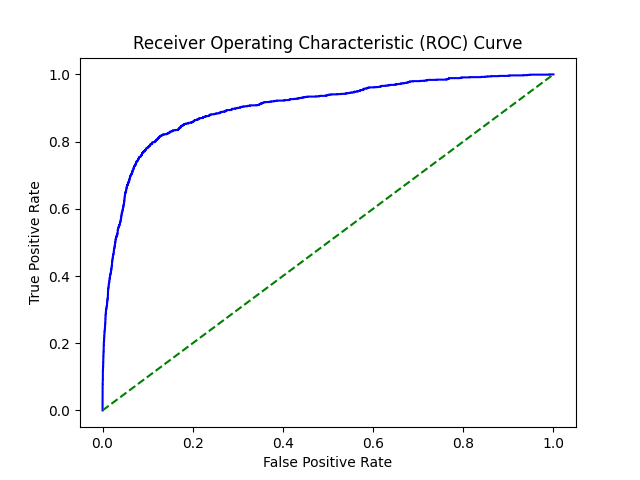 Receiver Operating Characteristic (ROC) Curve
1.0
0.8
0.6
0.4
0.2
0.0
True Positive Rate
0.0 0.2 0.4 0.6 0.8 1.0
False Positive Rate